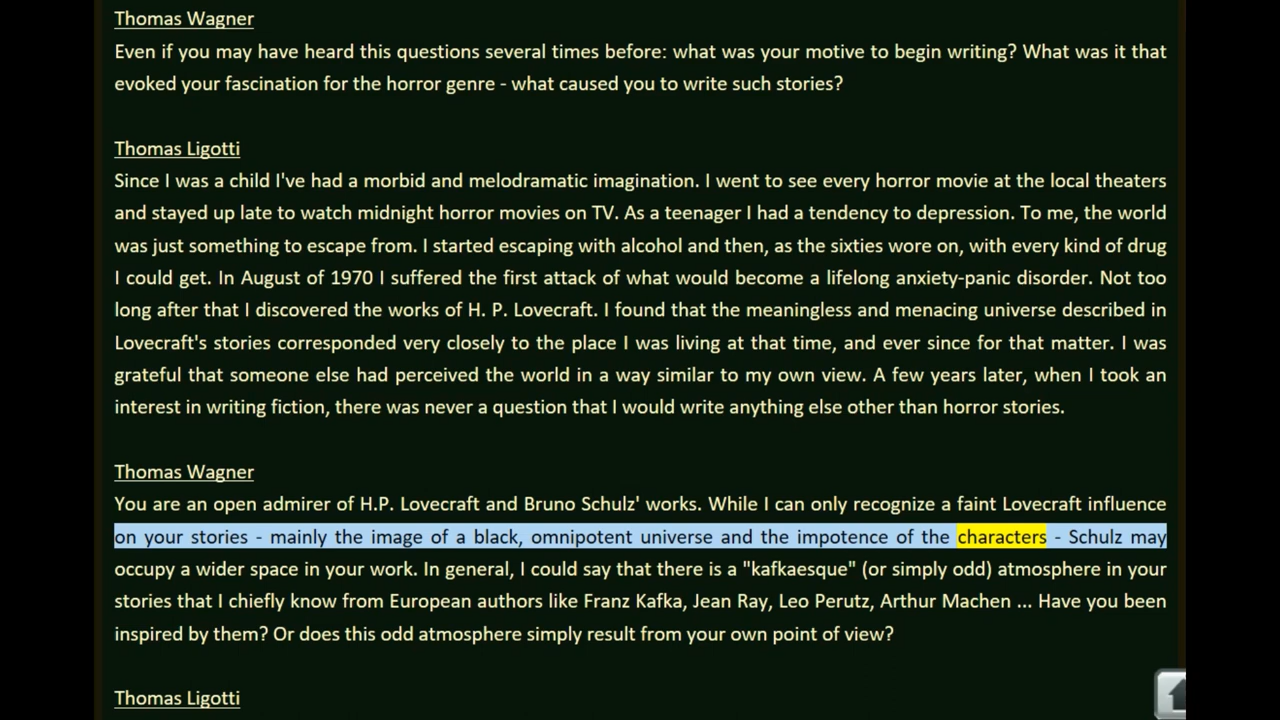 Thomas Wagner
Even if you may have heard this questions several times before: what was your motive to begin writing? What was it that
evoked your fascination for the horror genre - what caused you to write such stories?
Thomas Ligotti
Since I was a child I've had a morbid and melodramatic imagination. I went to see every horror movie at the local theaters
and stayed up late to watch midnight horror movies on TV. As a teenager I had a tendency to depression. To me, the world
was just something to escape from. I started escaping with alcohol and then, as the sixties wore on, with every kind of drug
I could get. In August of 1970 I suffered the first attack of what would become a lifelong anxiety-panic disorder. Not too
long after that I discovered the works of H. P. Lovecraft. I found that the meaningless and menacing universe described in
Lovecraft's stories corresponded very closely to the place I was living at that time, and ever since for that matter. I was
grateful that someone else had perceived the world in a way similar to my own view. A few years later, when I took an
interest in writing fiction, there was never a question that I would write anything else other than horror stories.
Thomas Wagner
You are an open admirer of H.P. Lovecraft and Bruno Schulz' works. While I can only recognize a faint Lovecraft influence
on your stories - mainly the image of a black, omnipotent universe and the impotence of the characters - Schulz may
occupy a wider space in your work. In general, I could say that there is a "kafkaesque" (or simply odd) atmosphere in your
stories that I chiefly know from European authors like Franz Kafka, Jean Ray, Leo Perutz, Arthur Machen ... Have you been
inspired by them? Or does this odd atmosphere simply result from your own point of view?
Thomas Ligotti